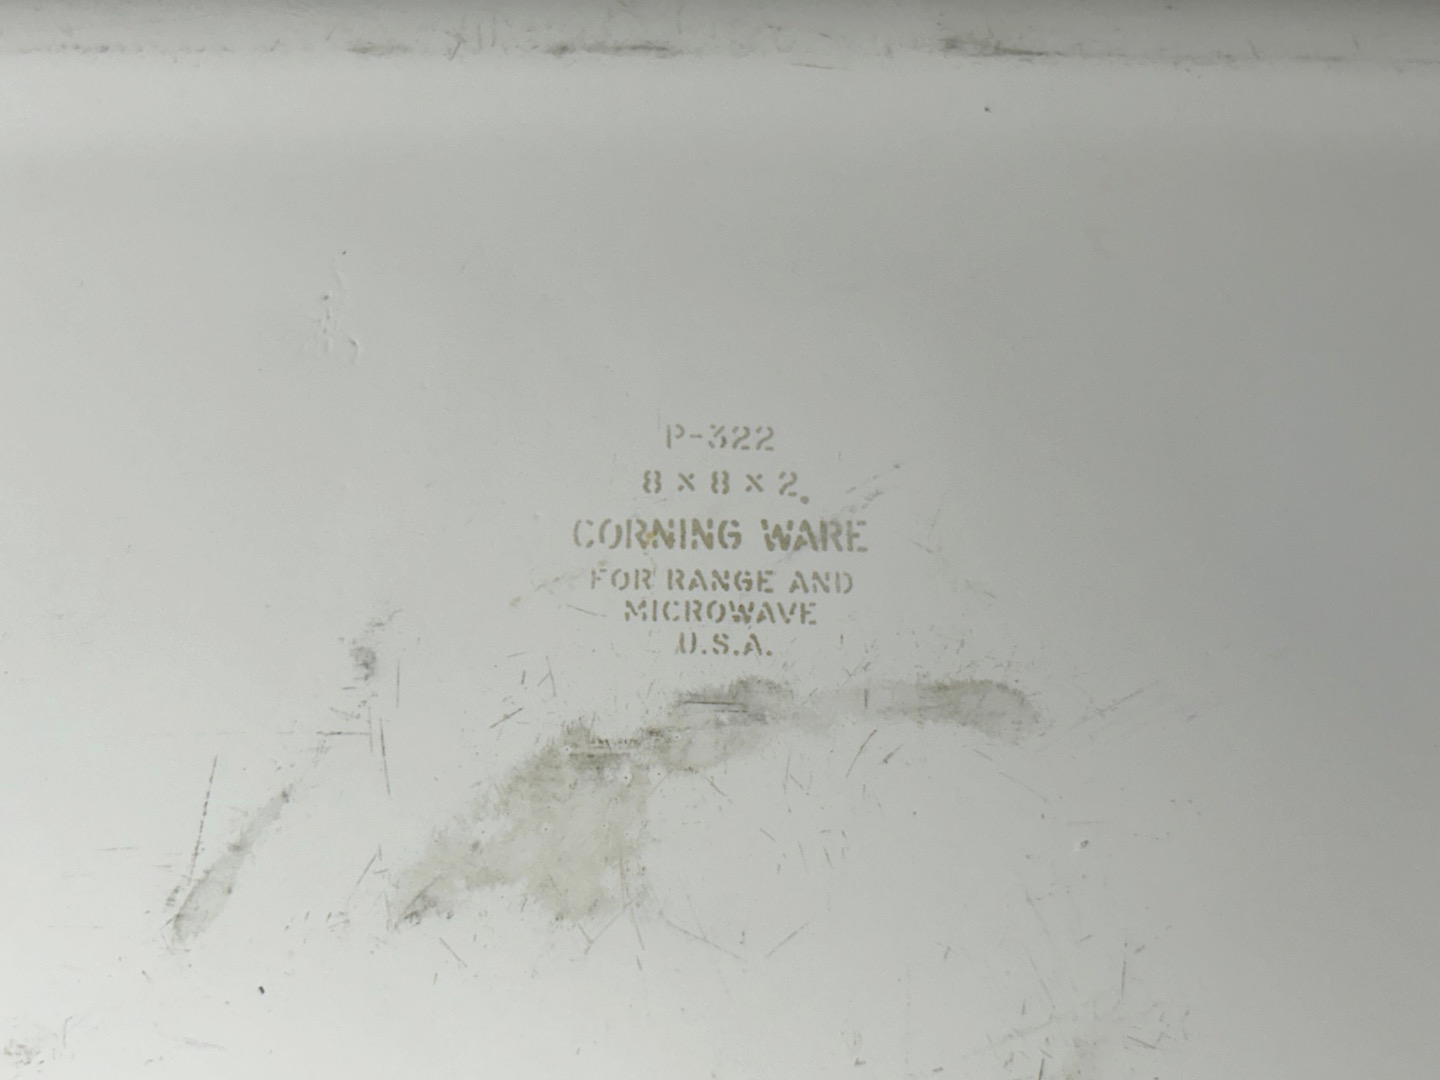 P-322
8 x 8 x 2
CORNING WARE
FOR RANGE AND
MICROWAVE
U.S.A.